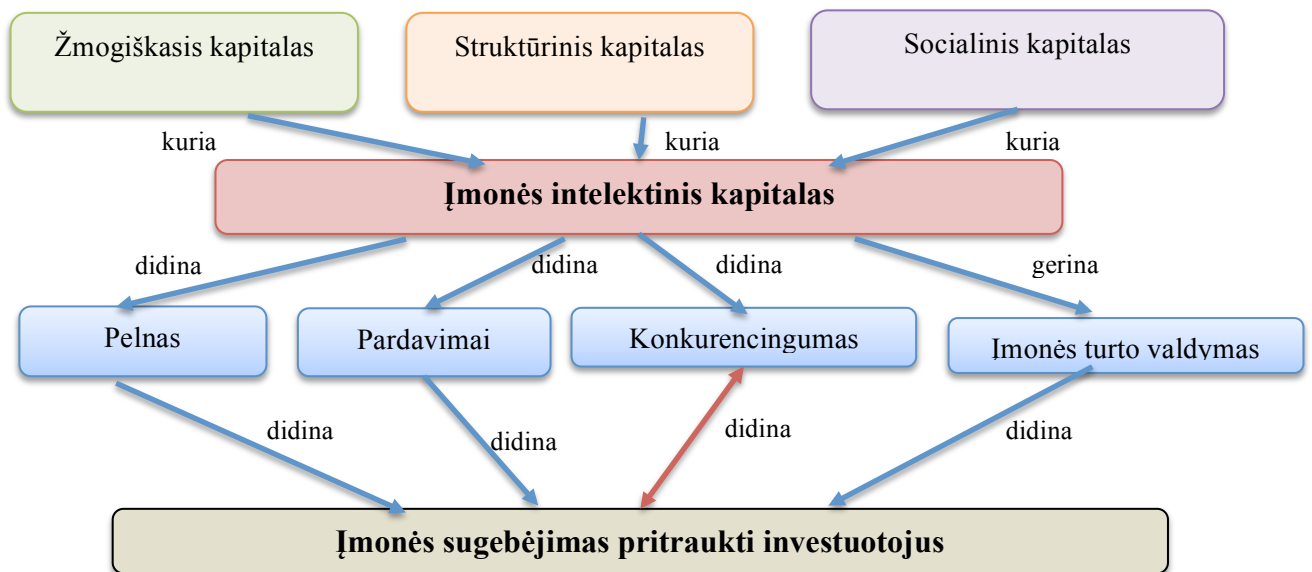 Žmogiškasis kapitalas
Struktūrinis kapitalas
Socialinis kapitalas
kuria
kuria
kuria
Įmonės intelektinis kapitalas
didina
didina
didina
gerina
Pelnas
Pardavimai
Konkurencingumas
Įmonės turto valdymas
didina
didina
didina
didina
Įmonės sugebėjimas pritraukti investuotojus